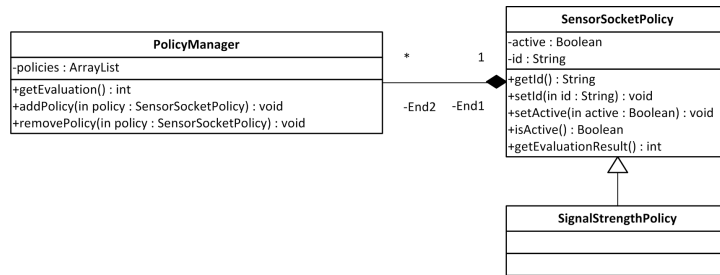 PolicyManager
-policies : ArrayList
+getEvaluation() : int
+addPolicy(in policy : SensorSocketPolicy) : void
+removePolicy(in policy : SensorSocketPolicy) : void
*
1
-End2
-End1
SensorSocketPolicy
-active : Boolean
-id : String
+getId() : String
+setId(in id : String) : void
+setActive(in active : Boolean) : void
+isActive() : Boolean
+getEvaluationResult() : int
SignalStrengthPolicy